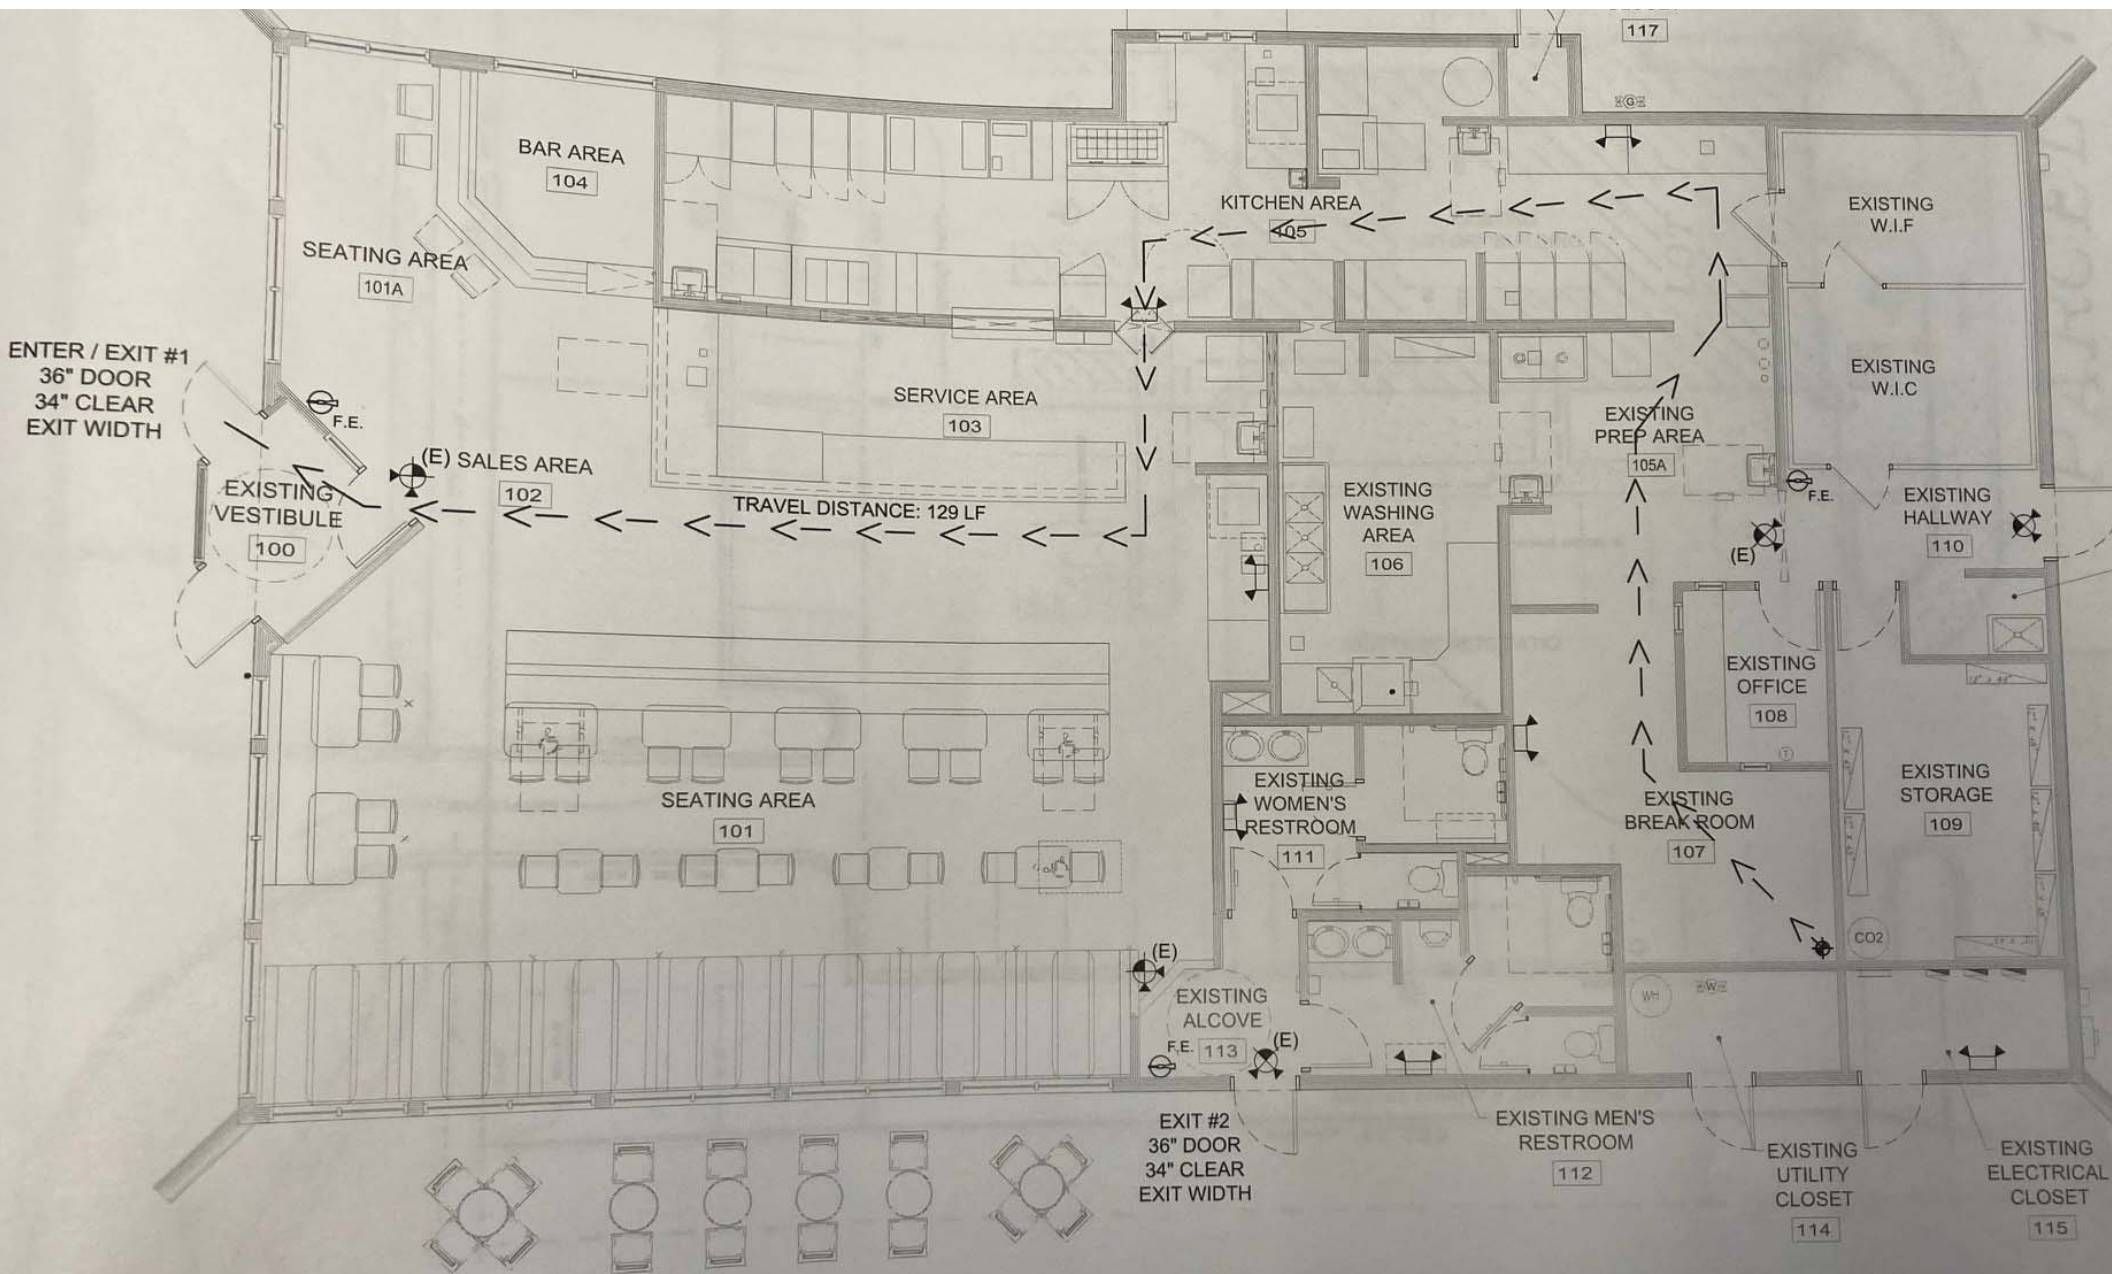 117
G
BAR AREA
104
KITCHEN AREA
105
EXISTING
W.I.F
SEATING AREA
101A
ENTER / EXIT #1
36" DOOR
34" CLEAR
EXIT WIDTH
F.E.
SERVICE AREA
103
EXISTING
W.I.C
EXISTING
PREP AREA
105A
(E) SALES AREA
102
TRAVEL DISTANCE: 129 LF
EXISTING
VESTIBULE
100
EXISTING
WASHING
AREA
106
F.E.
(E)
EXISTING
HALLWAY
110
EXISTING
OFFICE
108
T
EXISTING
STORAGE
109
SEATING AREA
101
EXISTING
WOMEN'S
RESTROOM
111
EXISTING
BREAK ROOM
107
CO2
(E)
EXISTING
ALCOVE
113
F.E.
(E)
WH
W
EXIT #2
36" DOOR
34" CLEAR
EXIT WIDTH
EXISTING MEN'S
RESTROOM
112
EXISTING
UTILITY
CLOSET
114
EXISTING
ELECTRICAL
CLOSET
115